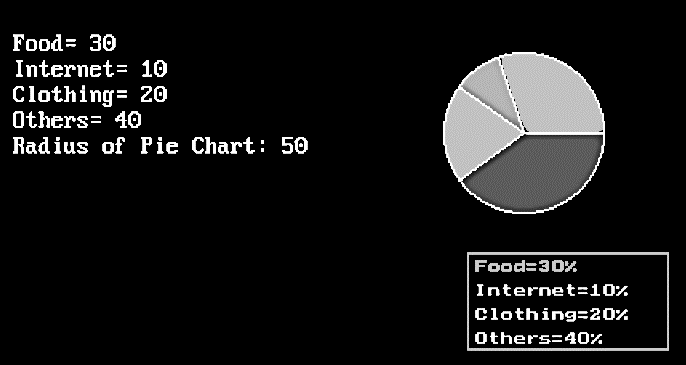 Food= 30
Internet= 10
Clothing= 20
Others= 40
Radius of Pie Chart: 50
Food=30%
Internet=10%
Clothing=20%
Others=40%